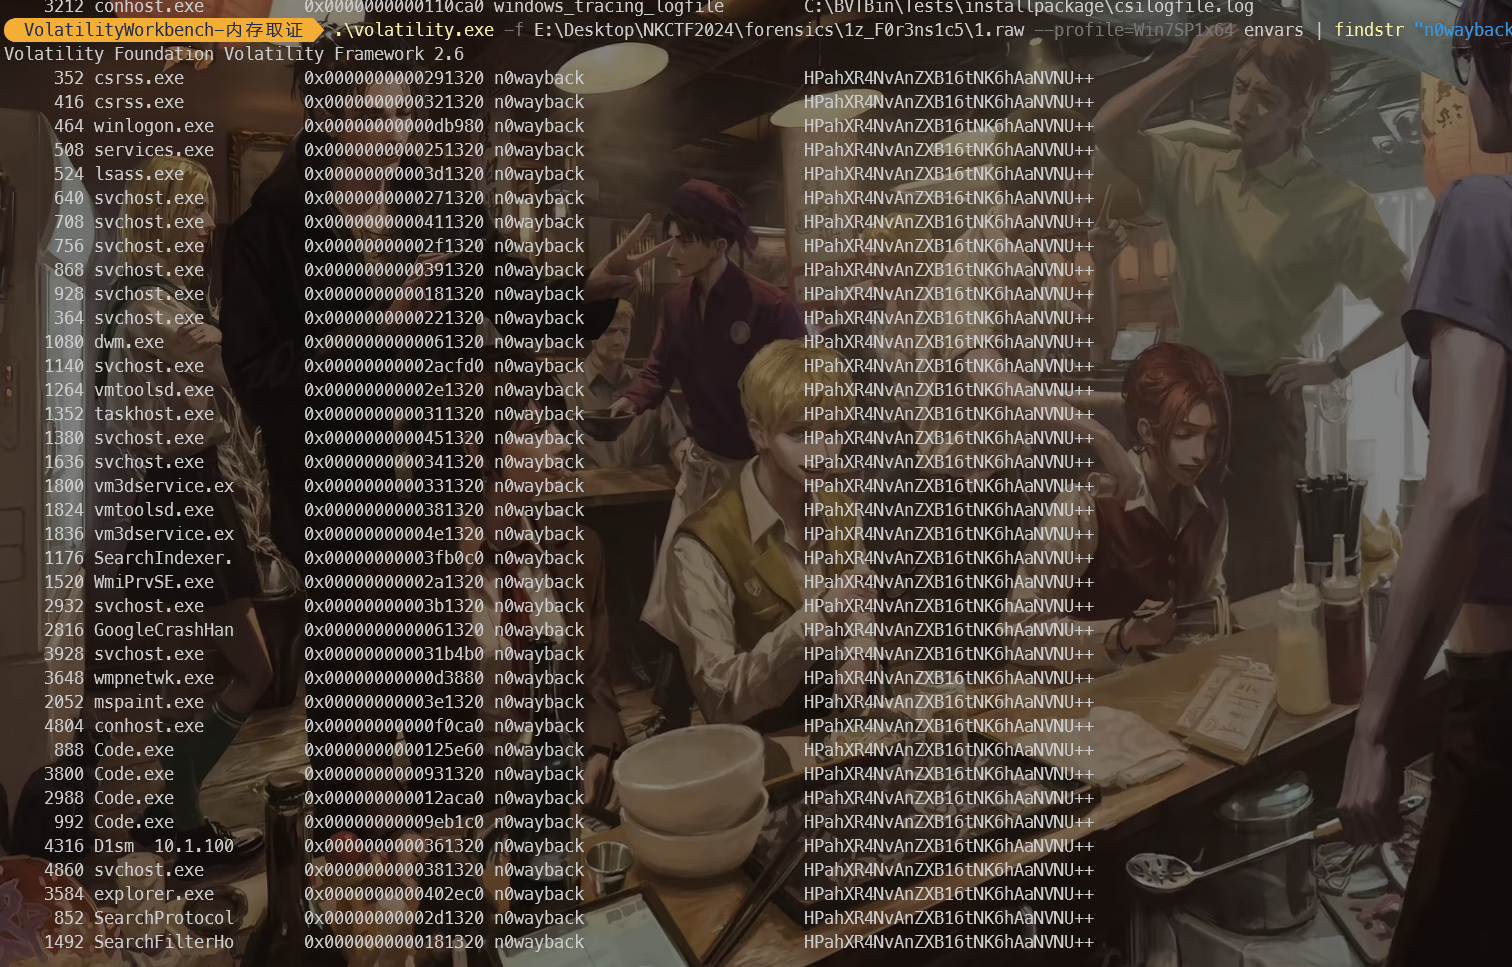 3212 conhost.exe 0x0000000000110ca0 windows_tracing_logfile C:\BVTBin\Tests\installpackage\csilogfile.log
VolatilityWorkbench-内存取证 .\volatility.exe -f E:\Desktop\NKCTF2024\forensics\1z_F0r3ns1c5\1.raw --profile=Win7SP1x64 envars | findstr "n0wayback
Volatility Foundation Volatility Framework 2.6
352 csrss.exe 0x0000000000291320 n0wayback HPahXR4NvAnZXB16tNK6hAaNVNU++
416 csrss.exe 0x0000000000321320 n0wayback HPahXR4NvAnZXB16tNK6hAaNVNU++
464 winlogon.exe 0x00000000000db980 n0wayback HPahXR4NvAnZXB16tNK6hAaNVNU++
508 services.exe 0x0000000000251320 n0wayback HPahXR4NvAnZXB16tNK6hAaNVNU++
524 lsass.exe 0x00000000003d1320 n0wayback HPahXR4NvAnZXB16tNK6hAaNVNU++
640 svchost.exe 0x0000000000271320 n0wayback HPahXR4NvAnZXB16tNK6hAaNVNU++
708 svchost.exe 0x0000000000411320 n0wayback HPahXR4NvAnZXB16tNK6hAaNVNU++
756 svchost.exe 0x00000000002f1320 n0wayback HPahXR4NvAnZXB16tNK6hAaNVNU++
868 svchost.exe 0x0000000000391320 n0wayback HPahXR4NvAnZXB16tNK6hAaNVNU++
928 svchost.exe 0x0000000000181320 n0wayback HPahXR4NvAnZXB16tNK6hAaNVNU++
364 svchost.exe 0x0000000000221320 n0wayback HPahXR4NvAnZXB16tNK6hAaNVNU++
1080 dwm.exe 0x0000000000061320 n0wayback HPahXR4NvAnZXB16tNK6hAaNVNU++
1140 svchost.exe 0x00000000002acfd0 n0wayback HPahXR4NvAnZXB16tNK6hAaNVNU++
1264 vmtoolsd.exe 0x00000000002e1320 n0wayback HPahXR4NvAnZXB16tNK6hAaNVNU++
1352 taskhost.exe 0x0000000000311320 n0wayback HPahXR4NvAnZXB16tNK6hAaNVNU++
1380 svchost.exe 0x0000000000451320 n0wayback HPahXR4NvAnZXB16tNK6hAaNVNU++
1636 svchost.exe 0x0000000000341320 n0wayback HPahXR4NvAnZXB16tNK6hAaNVNU++
1800 vm3dservice.ex 0x0000000000331320 n0wayback HPahXR4NvAnZXB16tNK6hAaNVNU++
1824 vmtoolsd.exe 0x0000000000381320 n0wayback HPahXR4NvAnZXB16tNK6hAaNVNU++
1836 vm3dservice.ex 0x00000000004e1320 n0wayback HPahXR4NvAnZXB16tNK6hAaNVNU++
1176 SearchIndexer. 0x00000000003fb0c0 n0wayback HPahXR4NvAnZXB16tNK6hAaNVNU++
1520 WmiPrvSE.exe 0x00000000002a1320 n0wayback HPahXR4NvAnZXB16tNK6hAaNVNU++
2932 svchost.exe 0x00000000003b1320 n0wayback HPahXR4NvAnZXB16tNK6hAaNVNU++
2816 GoogleCrashHan 0x0000000000061320 n0wayback HPahXR4NvAnZXB16tNK6hAaNVNU++
3928 svchost.exe 0x000000000031b4b0 n0wayback HPahXR4NvAnZXB16tNK6hAaNVNU++
3648 wmpnetwk.exe 0x00000000000d3880 n0wayback HPahXR4NvAnZXB16tNK6hAaNVNU++
2052 mspaint.exe 0x00000000003e1320 n0wayback HPahXR4NvAnZXB16tNK6hAaNVNU++
4804 conhost.exe 0x00000000000f0ca0 n0wayback HPahXR4NvAnZXB16tNK6hAaNVNU++
888 Code.exe 0x0000000000125e60 n0wayback HPahXR4NvAnZXB16tNK6hAaNVNU++
3800 Code.exe 0x0000000000931320 n0wayback HPahXR4NvAnZXB16tNK6hAaNVNU++
2988 Code.exe 0x000000000012aca0 n0wayback HPahXR4NvAnZXB16tNK6hAaNVNU++
992 Code.exe 0x00000000009eb1c0 n0wayback HPahXR4NvAnZXB16tNK6hAaNVNU++
4316 D1sm 10.1.100 0x0000000000361320 n0wayback HPahXR4NvAnZXB16tNK6hAaNVNU++
4860 svchost.exe 0x0000000000381320 n0wayback HPahXR4NvAnZXB16tNK6hAaNVNU++
3584 explorer.exe 0x0000000000402ec0 n0wayback HPahXR4NvAnZXB16tNK6hAaNVNU++
852 SearchProtocol 0x00000000002d1320 n0wayback HPahXR4NvAnZXB16tNK6hAaNVNU++
1492 SearchFilterHo 0x0000000000181320 n0wayback HPahXR4NvAnZXB16tNK6hAaNVNU++